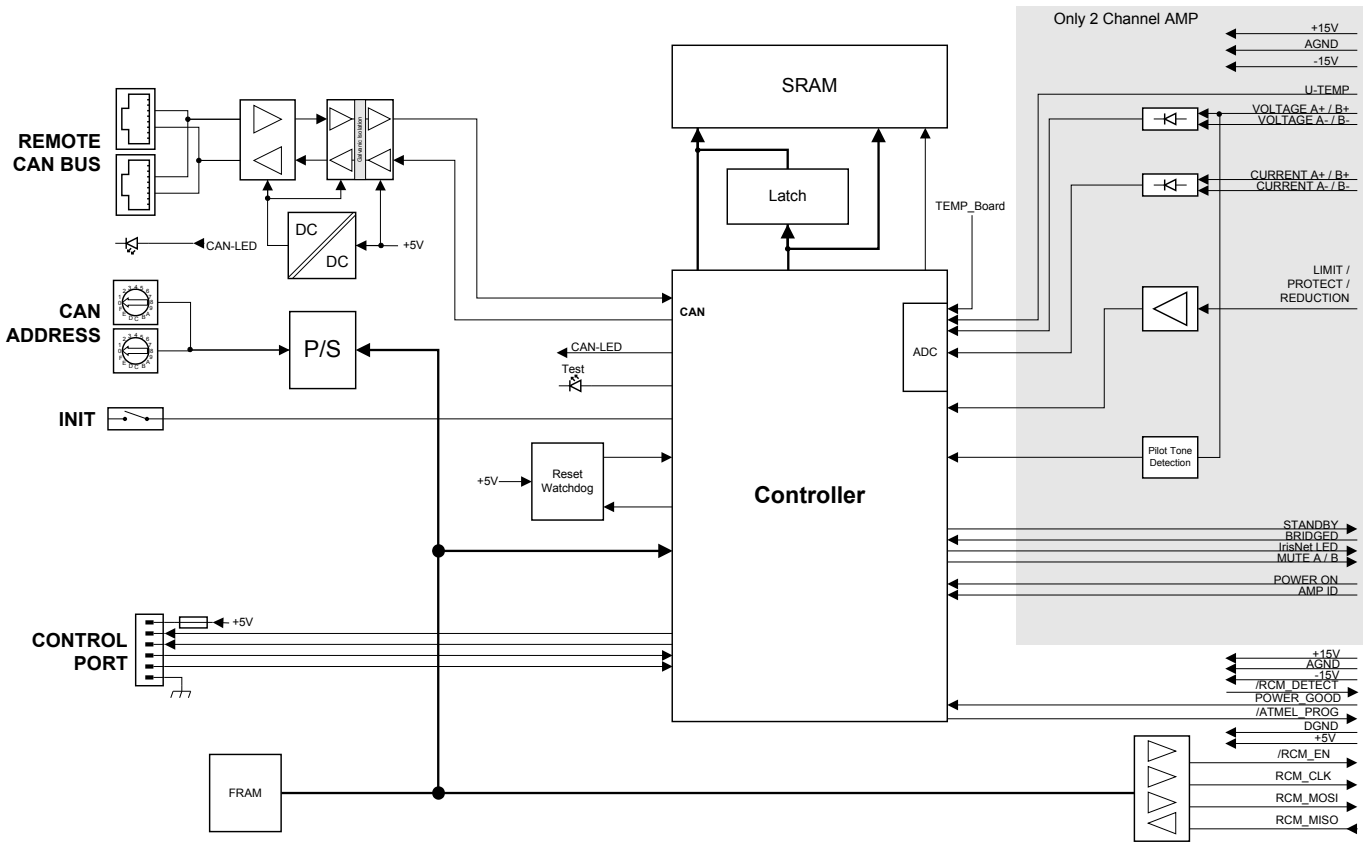 Only 2 Channel AMP
+15V
AGND
-15V
U-TEMP
VOLTAGE A+ / B+
VOLTAGE A- / B-
CURRENT A+ / B+
CURRENT A- / B-
LIMIT /
PROTECT /
REDUCTION
Pilot Tone
Detection
STANDBY
BRIDGED
IrisNet LED
MUTE A / B
POWER ON
AMP ID
SRAM
Latch
TEMP_Board
REMOTE
CAN BUS
Galvanic Isolation
DC
DC
+5V
CAN-LED
CAN
ADDRESS
P/S
CAN
ADC
CAN-LED
Test
INIT
+5V
Reset
Watchdog
Controller
CONTROL
PORT
+5V
FRAM
+15V
AGND
-15V
/RCM_DETECT
POWER_GOOD
/ATMEL_PROG
DGND
+5V
/RCM_EN
RCM_CLK
RCM_MOSI
RCM_MISO